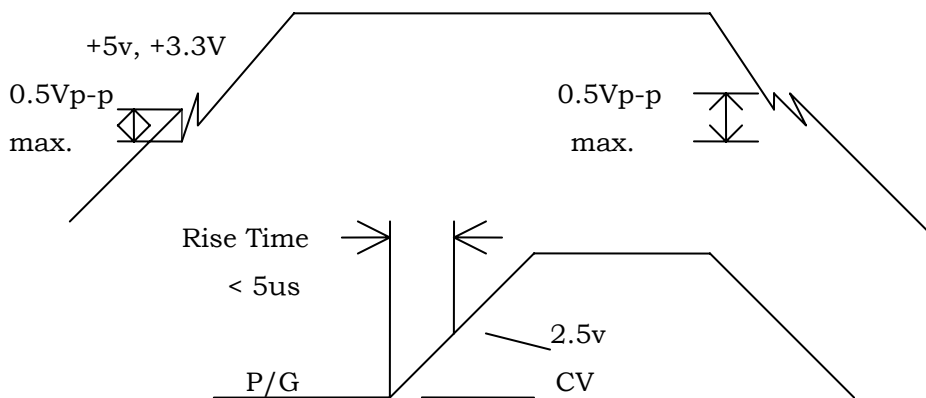 +5v, +3.3V
0.5Vp-p
max.
0.5Vp-p
max.
Rise Time
< 5us
2.5v
P/G
CV